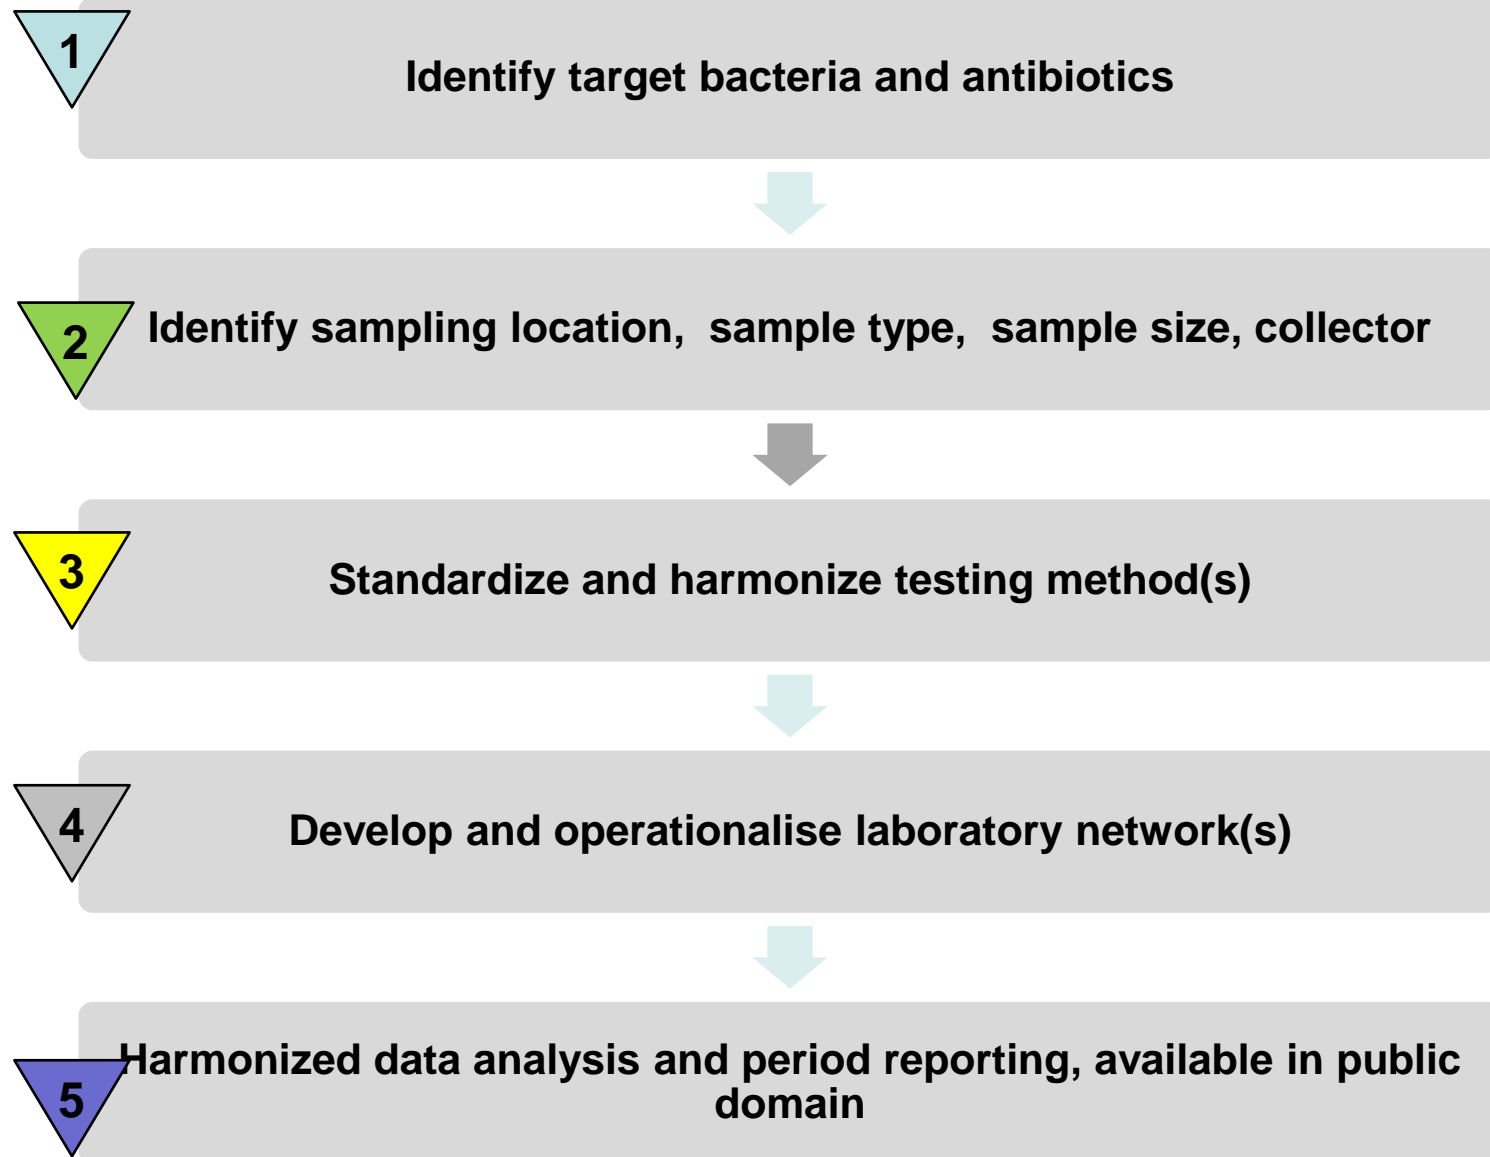 1
Identify target bacteria and antibiotics
2
Identify sampling location,  sample type,  sample size, collector
3
Standardize and harmonize testing method(s)
4
Develop and operationalise laboratory network(s)
5
Harmonized data analysis and period reporting, available in public
domain